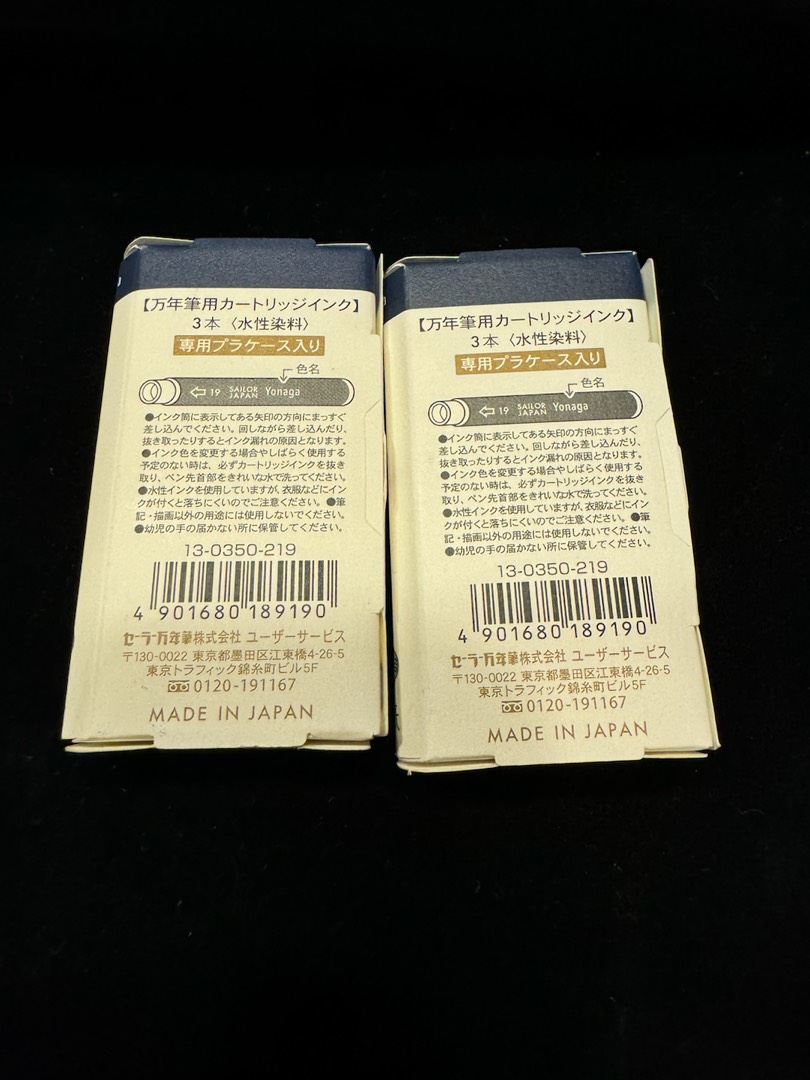 【万年筆用カートリッジインク】
3本〈水性染料〉
専用プラケース入り
色名
19 SAILOR JAPAN Yonaga
●インク筒に表示してある矢印の方向にまっすぐ
差し込んでください。回しながら差し込んだり、
抜き取ったりするとインク漏れの原因となります。
●インク色を変更する場合やしばらく使用する
予定のない時は、必ずカートリッジインクを抜き
取り、ペン先首部をきれいな水で洗ってください。
●水性インクを使用していますが、衣服などにイン
クが付くと落ちにくいのでご注意ください。●筆
記・描画以外の用途には使用しないでください。
●幼児の手の届かない所に保管してください。
13-0350-219
4 901680 189190
セーラー万年筆株式会社 ユーザーサービス
〒130-0022 東京都墨田区江東橋4-26-5
東京トラフィック錦糸町ビル5F
0120-191167
MADE IN JAPAN
【万年筆用カートリッジインク】
3本〈水性染料〉
専用プラケース入り
色名
19 SAILOR JAPAN Yonaga
●インク筒に表示してある矢印の方向にまっすぐ
差し込んでください。回しながら差し込んだり、
抜き取ったりするとインク漏れの原因となります。
●インク色を変更する場合やしばらく使用する
予定のない時は、必ずカートリッジインクを抜き
取り、ペン先首部をきれいな水で洗ってください。
●水性インクを使用していますが、衣服などにイン
クが付くと落ちにくいのでご注意ください。●筆
記・描画以外の用途には使用しないでください。
●幼児の手の届かない所に保管してください。
13-0350-219
4 901680 189190
セーラー万年筆株式会社 ユーザーサービス
〒130-0022 東京都墨田区江東橋4-26-5
東京トラフィック錦糸町ビル5F
0120-191167
MADE IN JAPAN